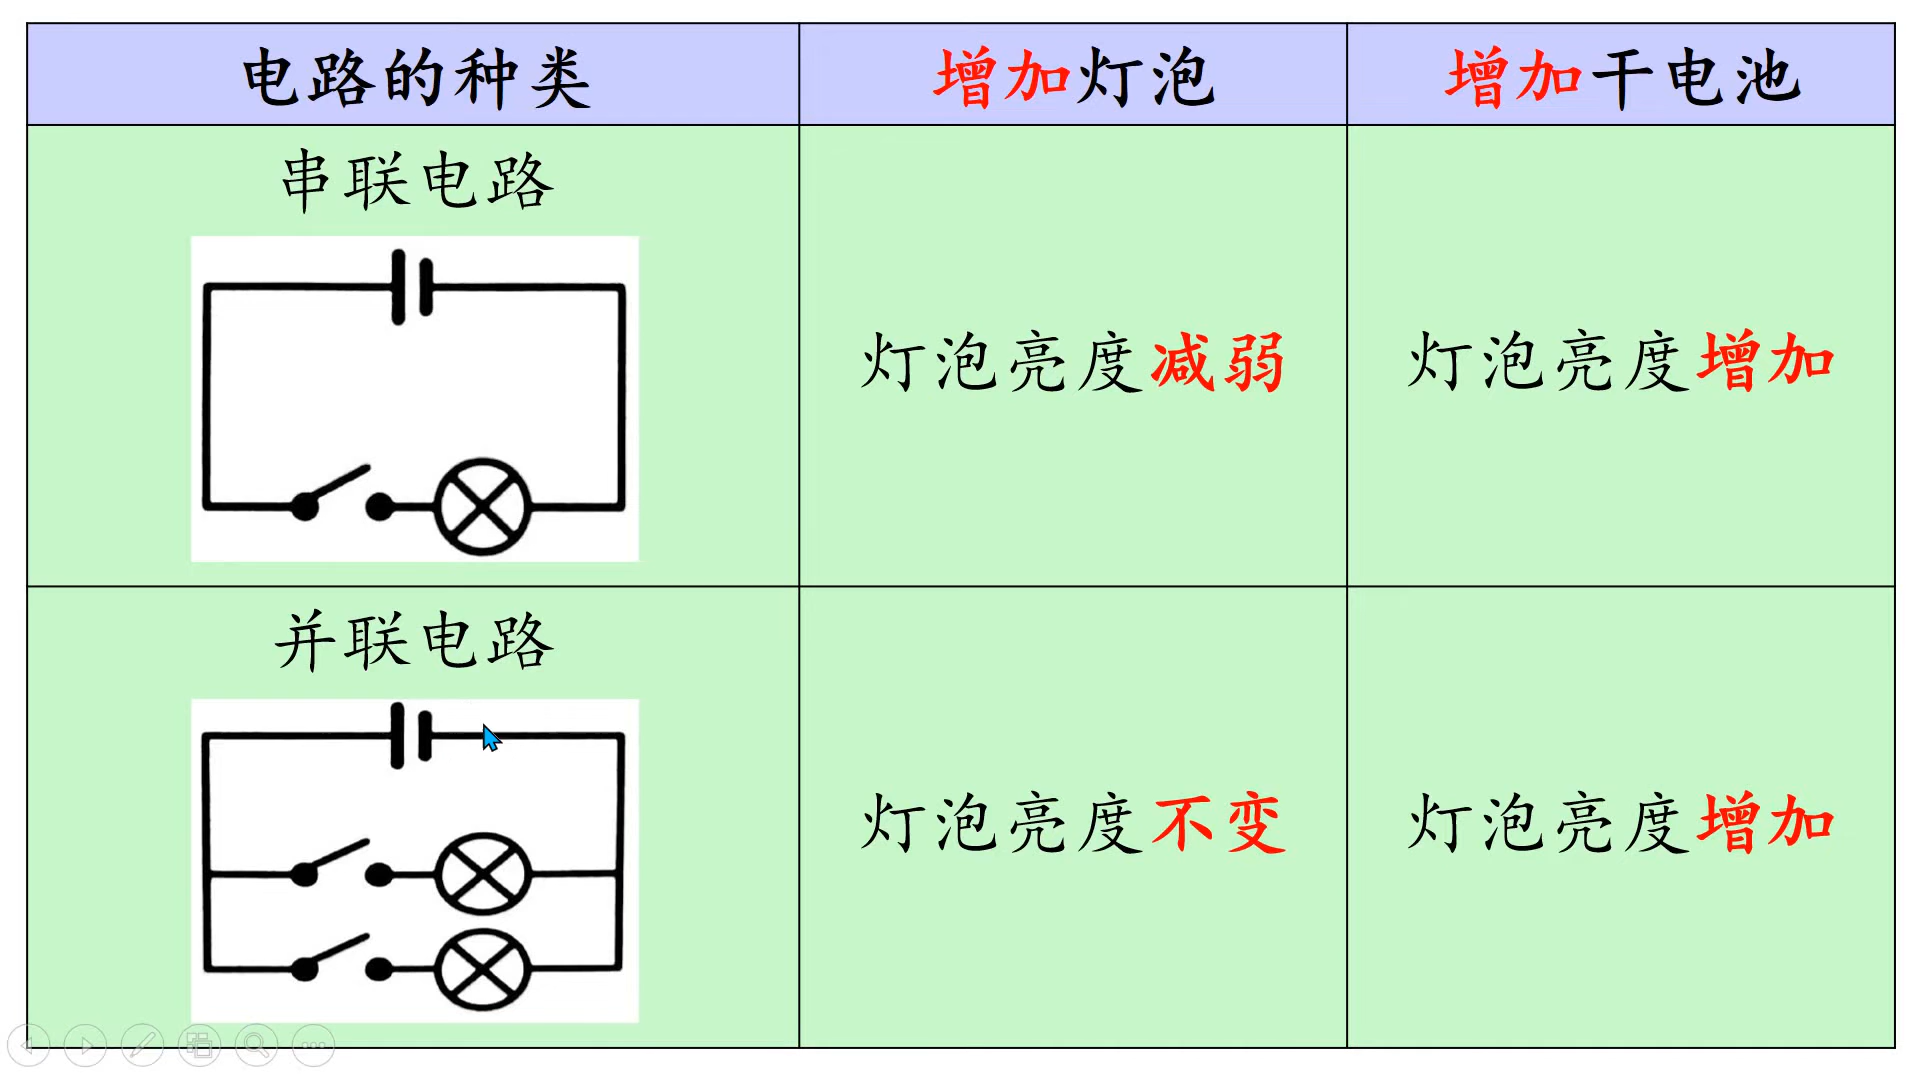 电路的种类
增加灯泡
增加干电池
串联电路
灯泡亮度减弱
灯泡亮度增加
并联电路
灯泡亮度不变
灯泡亮度增加